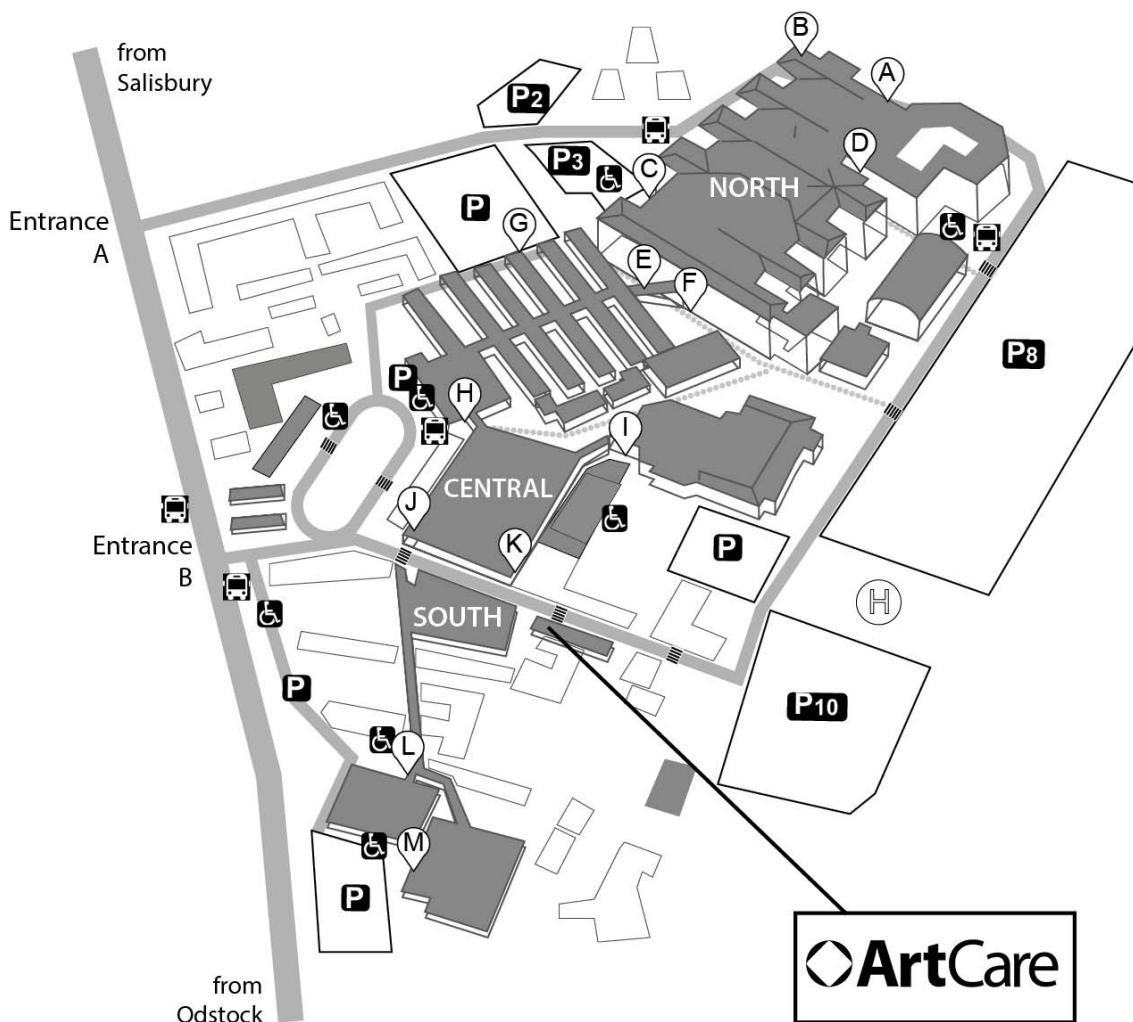 from
Salisbury
B
A
P2
P3
C
D
NORTH
P
G
Entrance
A
E
F
P8
P
H
I
CENTRAL
J
K
P
Entrance
B
H
SOUTH
P
P10
L
M
P
ArtCare
from
Odstock